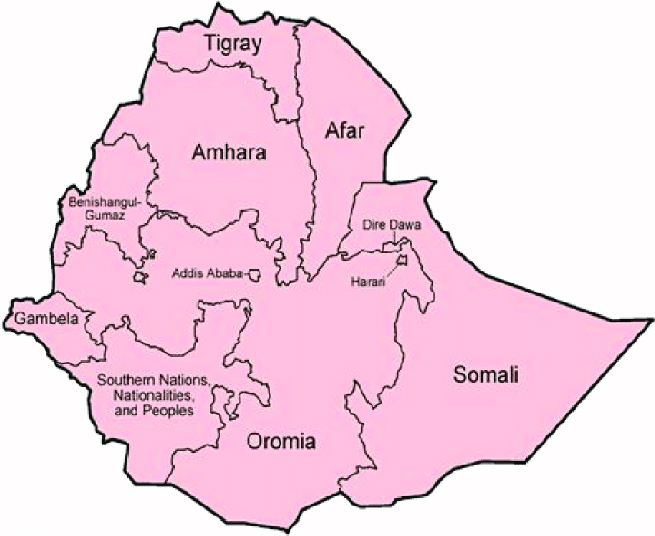 Tigray
Afar
Amhara
Benishangul-
Gumaz
Dire Dawa
Addis Ababa
Harari
Gambela
Southern Nations,
Nationalities,
and Peoples
Somali
Oromia